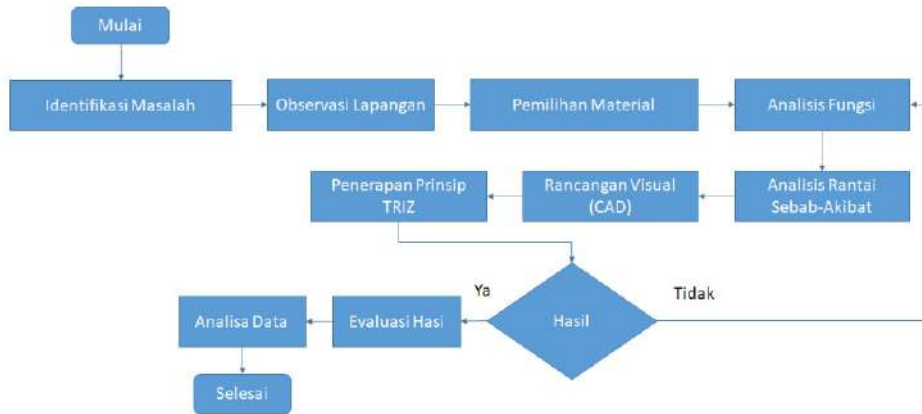 Mulai
Identifikasi Masalah
Observasi Lapangan
Pemilihan Material
Analisis Fungsi
Analisis Rantai
Sebab-Akibat
Rancangan Visual
(CAD)
Penerapan Prinsip
TRIZ
Hasil
Ya
Tidak
Evaluasi Hasi
Analisa Data
Selesai